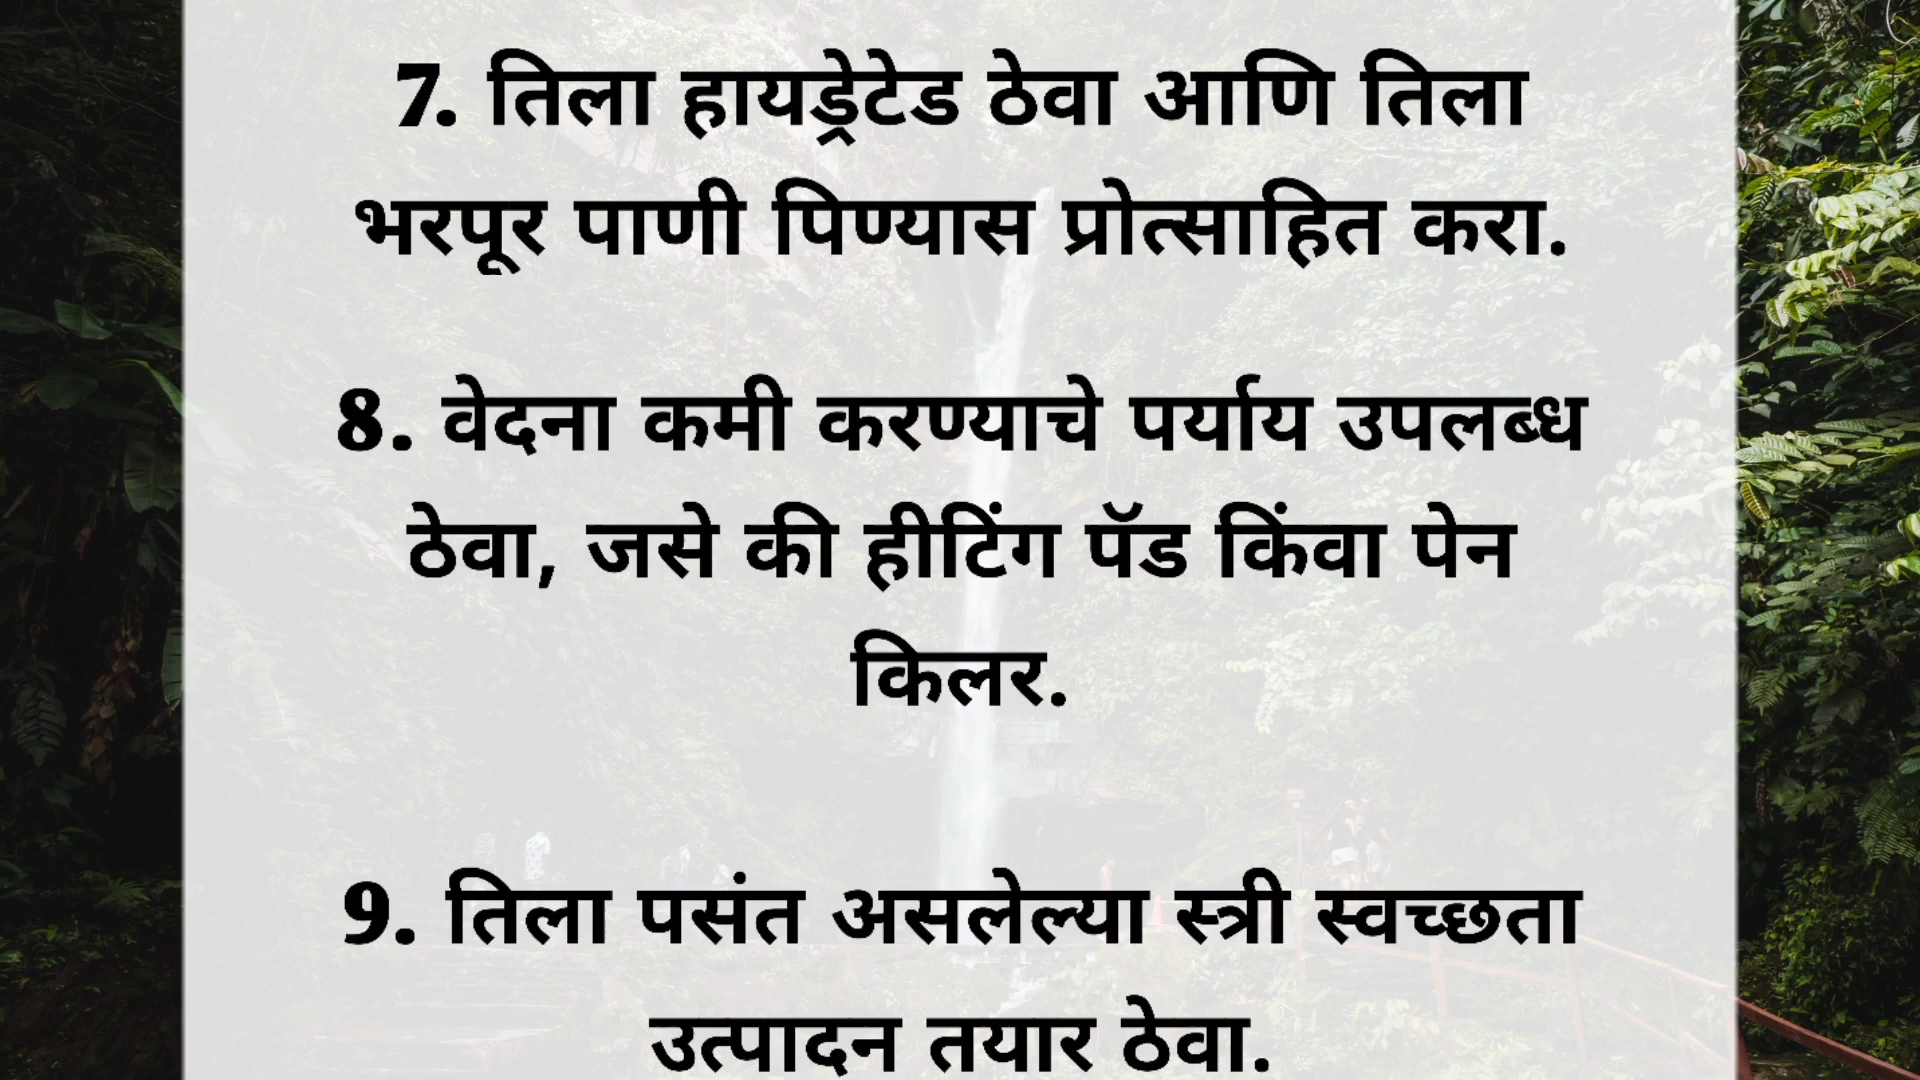 7. तिला हायड्रेटेड ठेवा आणि तिला
भरपूर पाणी पिण्यास प्रोत्साहित करा.
8. वेदना कमी करण्याचे पर्याय उपलब्ध
ठेवा, जसे की हीटिंग पॅड किंवा पेन
किलर.
9. तिला पसंत असलेल्या स्त्री स्वच्छता
उत्पादन तयार ठेवा.